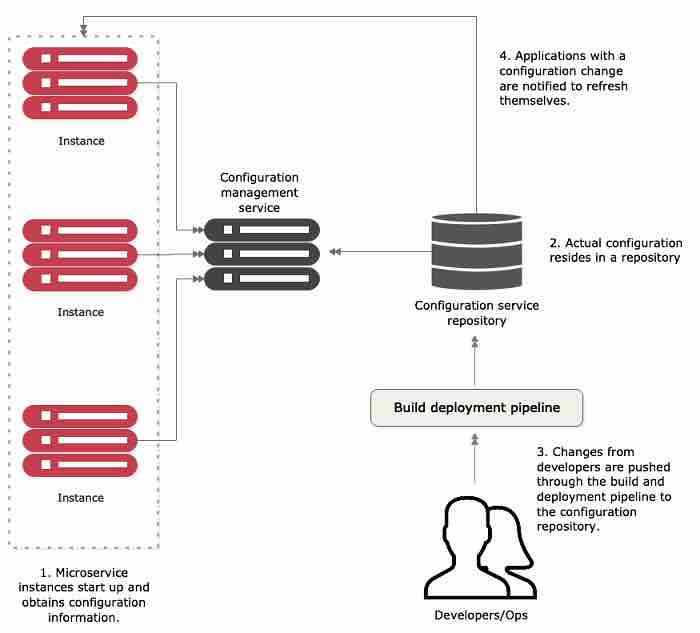 4. Applications with a
configuration change
are notified to refresh
themselves.
Instance
Configuration
management
service
2. Actual configuration
resides in a repository
Instance
Configuration service
repository
Build deployment pipeline
3. Changes from
developers are pushed
through the build and
deployment pipeline to
the configuration
repository.
Instance
1. Microservice
instances start up and
obtains configuration
information.
Developers/Ops